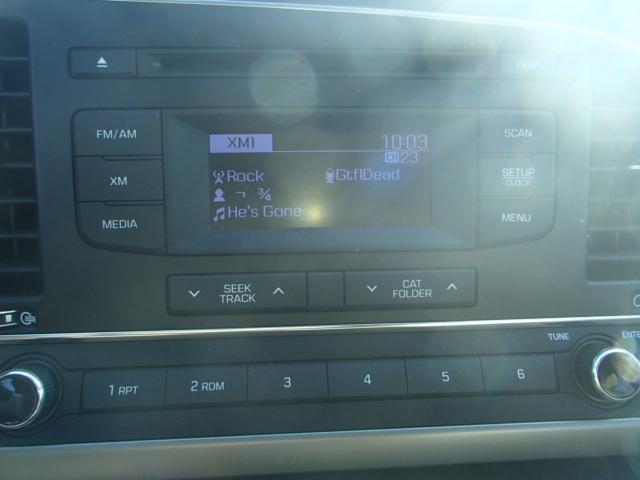 DISP
FM/AM
XM1
10:03
SCAN
CH 23
XM
Rock
GtflDead
SETUP
CLOCK
¬ ¾
MEDIA
He's Gone
MENU
SEEK
TRACK
CAT
FOLDER
TUNE
1 RPT
2 RDM
3
4
5
6